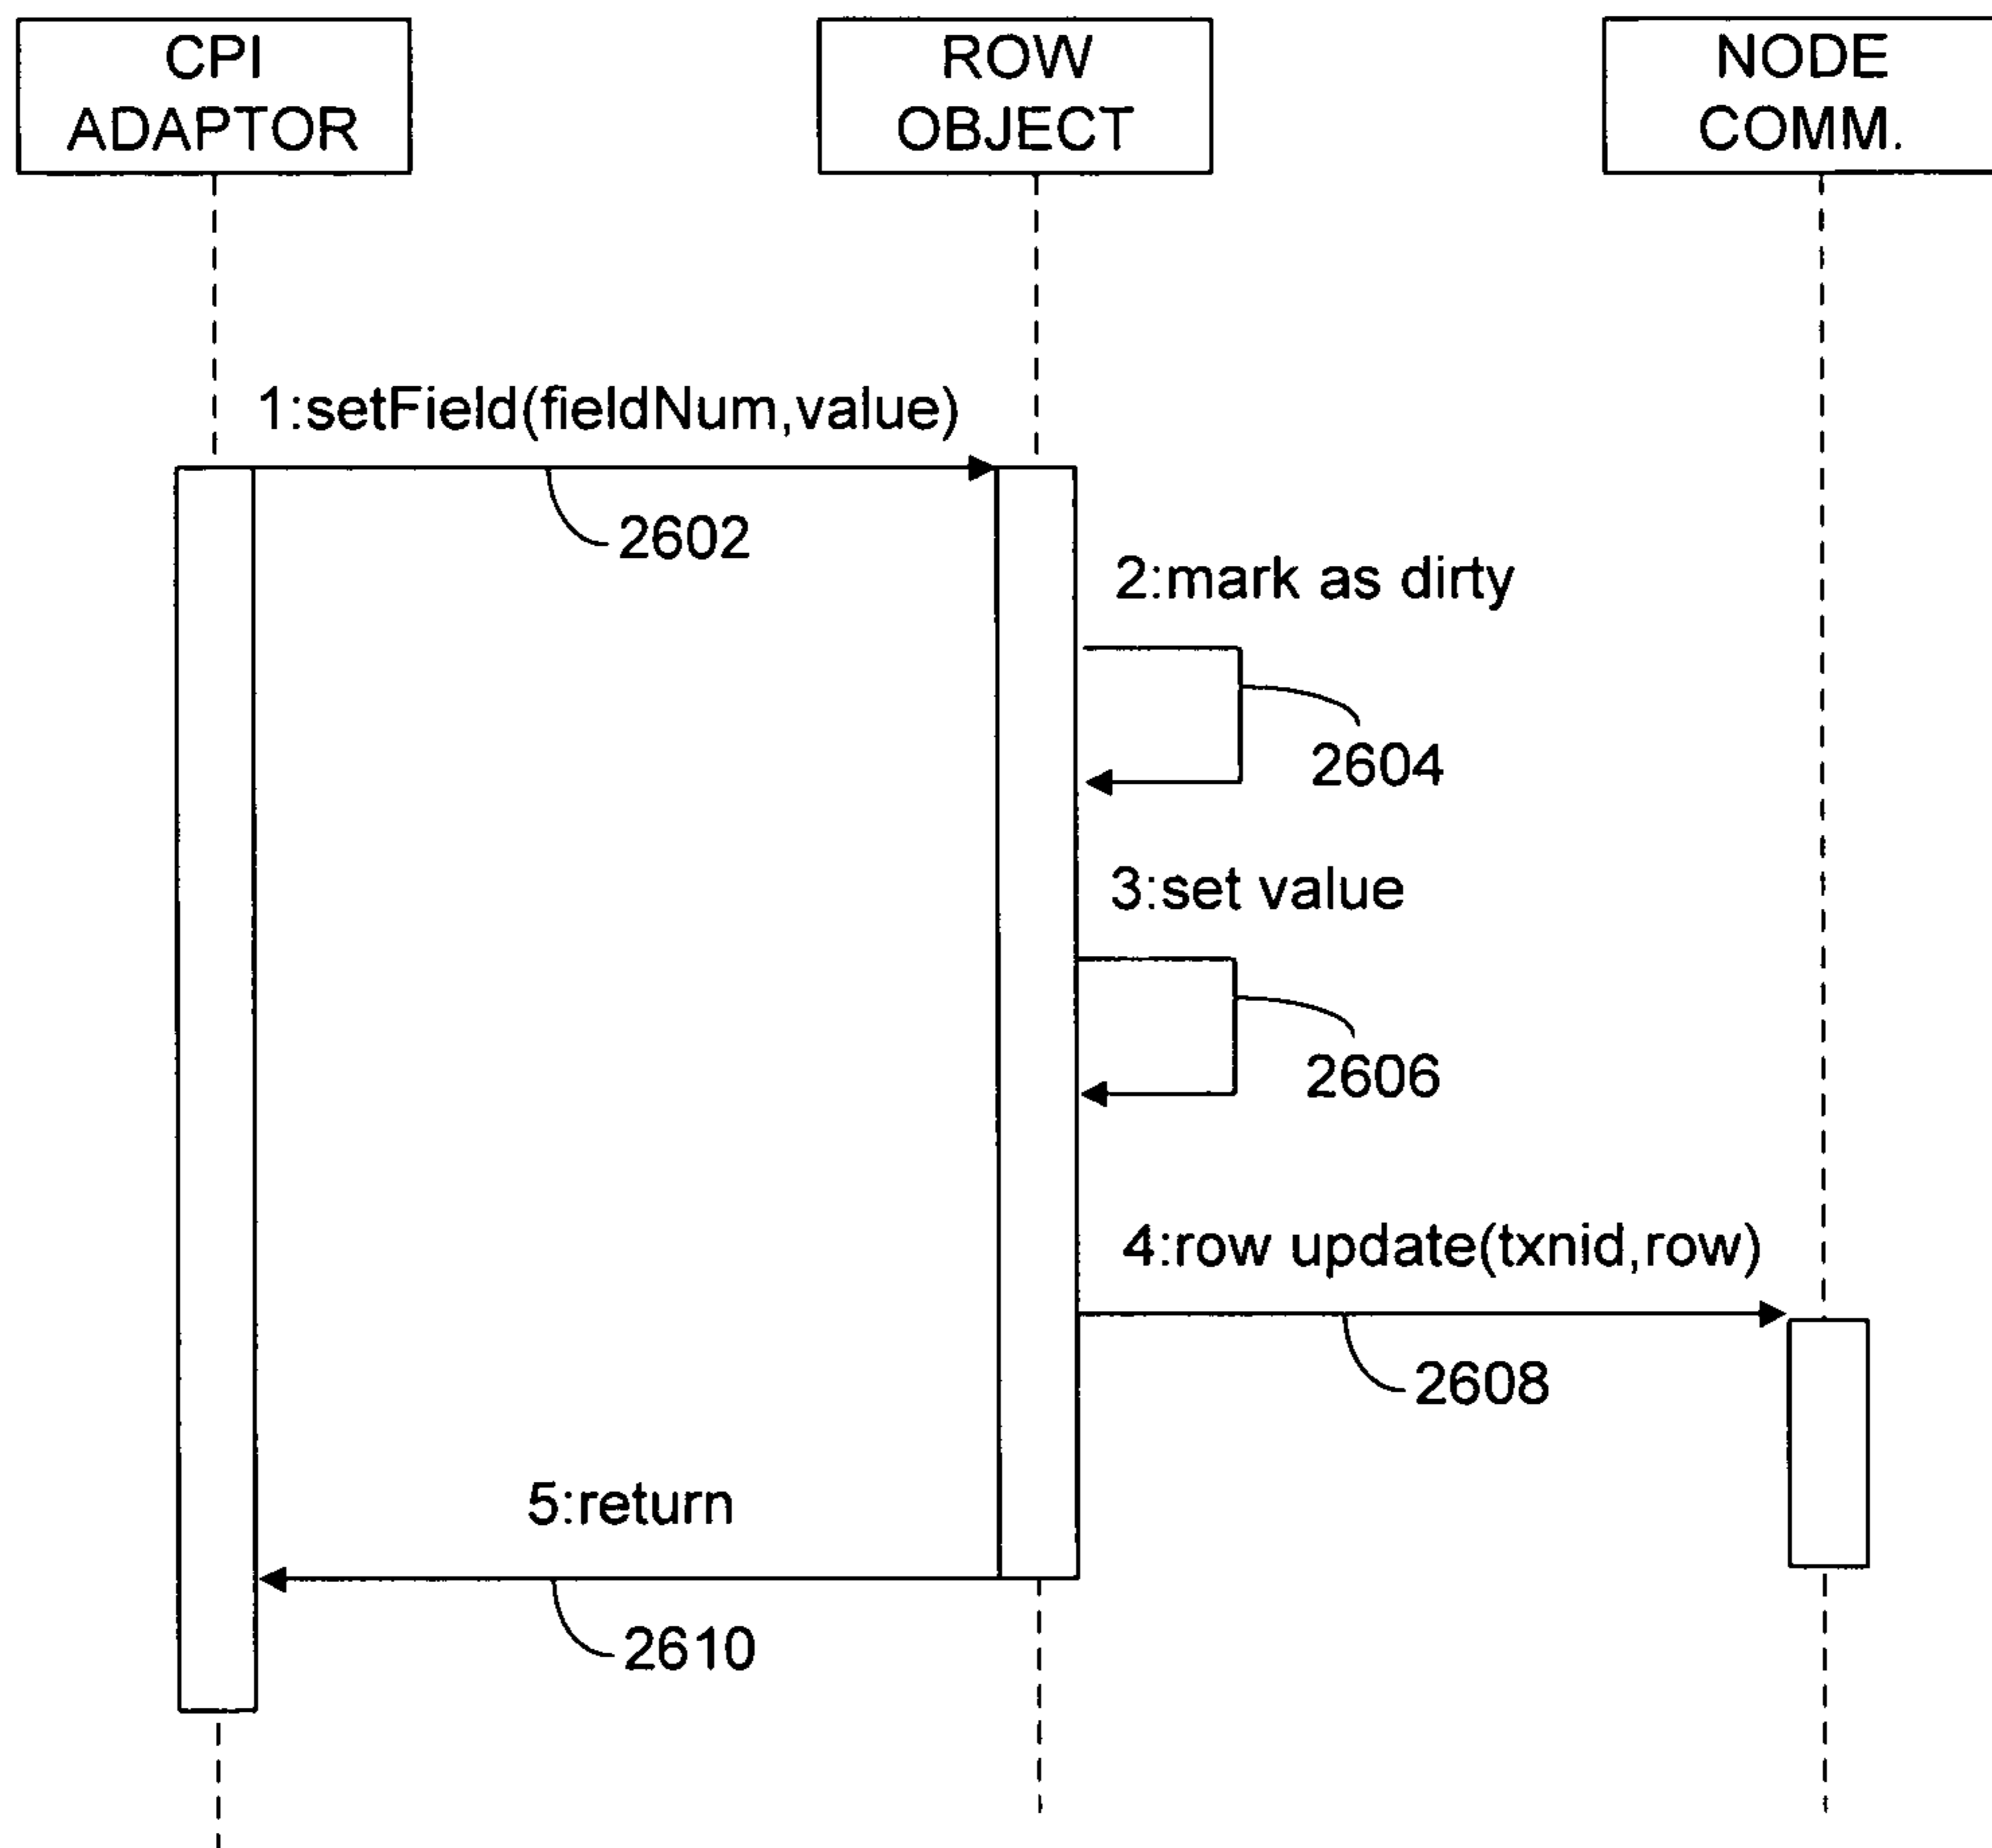 CPI
ADAPTOR
ROW
OBJECT
NODE
COMM.
1:setField(fieldNum,value)
2602
2:mark as dirty
2604
3:set value
2606
4:row update(txnid,row)
2608
5:return
2610